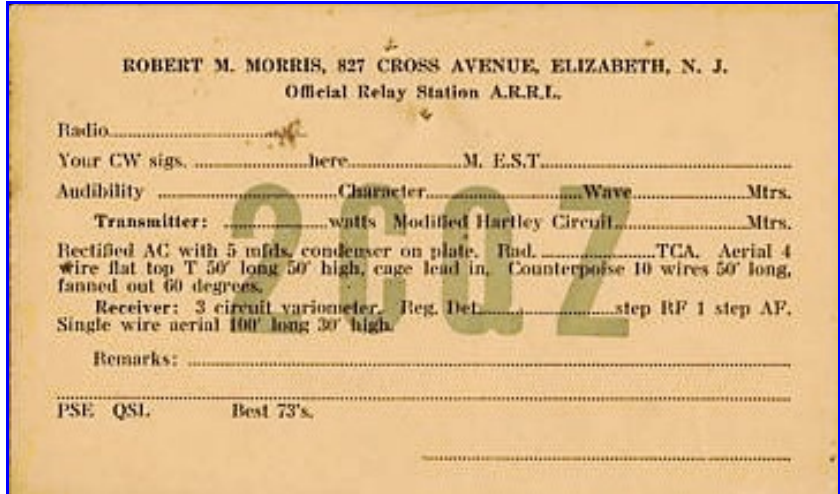 ROBERT M. MORRIS, 827 CROSS AVENUE, ELIZABETH, N. J.
Official Relay Station A.R.R.L.
Radio
Your CW sigs. here M. E.S.T.
Audibility Character Wave Mtrs.
Transmitter: watts Modified Hartley Circuit Mtrs.
Rectified AC with 5 mfds. condenser on plate. Rad. TCA. Aerial 4
wire flat top T 50' long 50' high, cage lead in. Counterpoise 10 wires 50' long,
fanned out 60 degrees.
Receiver: 3 circuit variometer. Reg. Det. step RF 1 step AF.
Single wire aerial 100' long 30' high.
2CQZ
Remarks:
PSE QSL Best 73's.